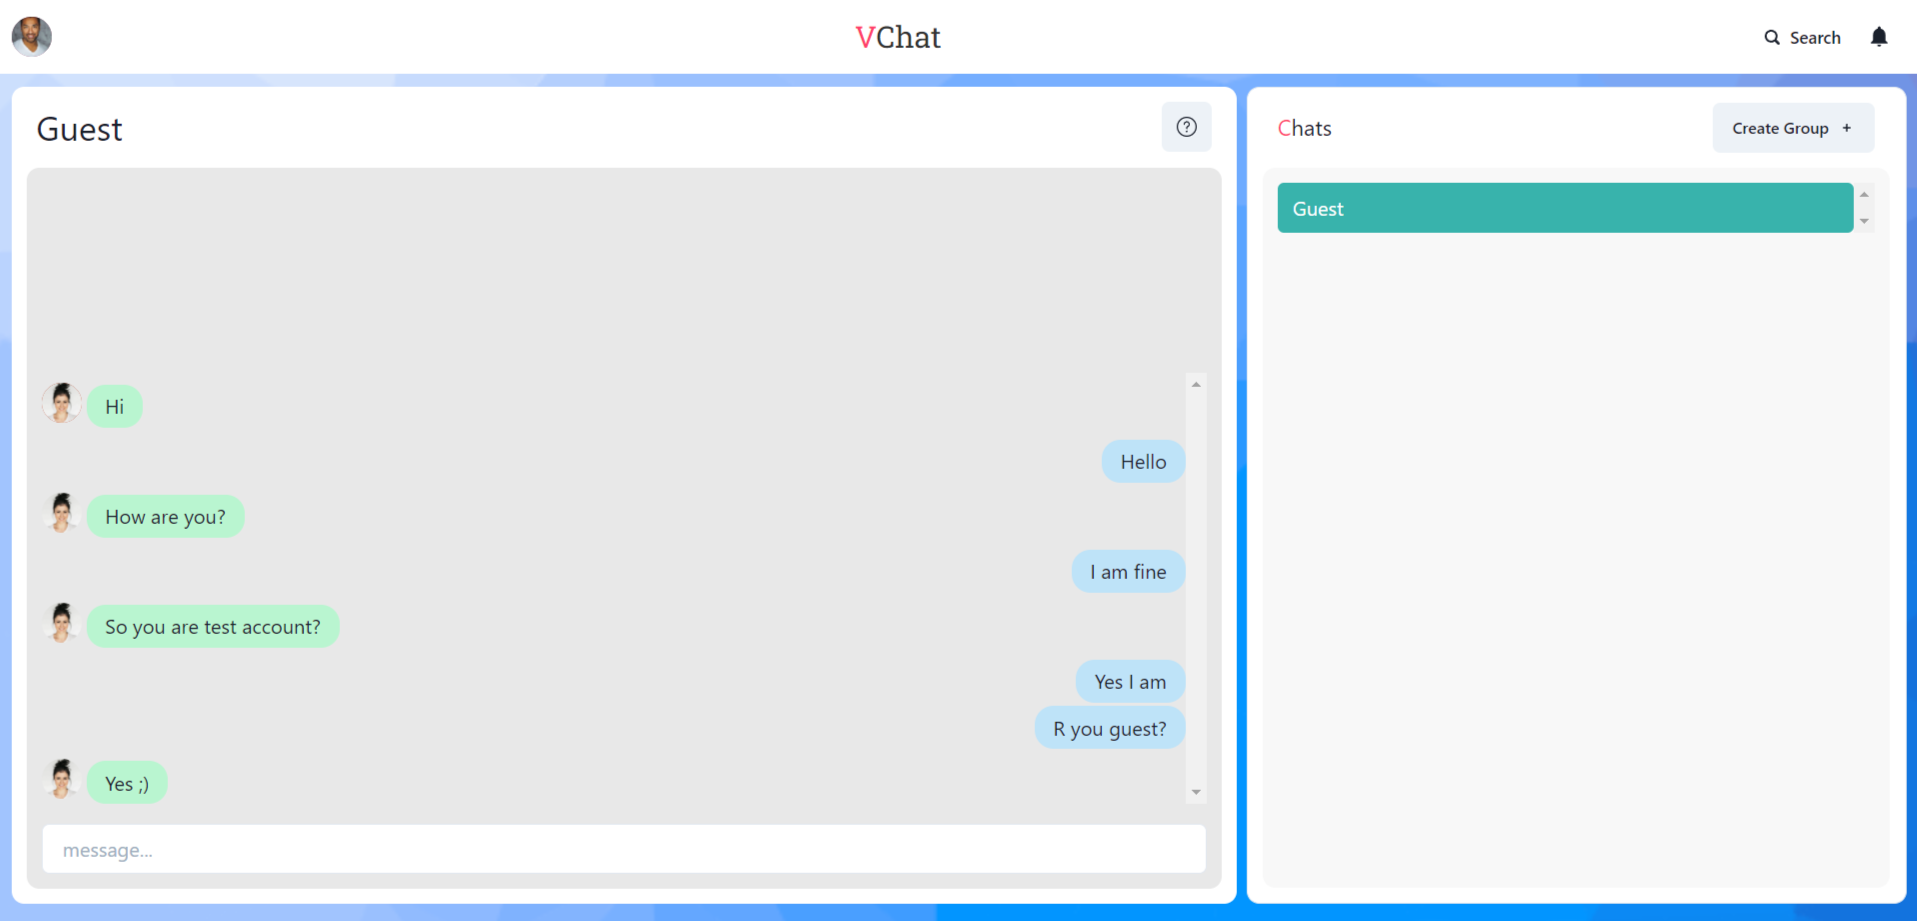 VChat
Search
Guest
Chats
Create Group +
Guest
Hi
Hello
How are you?
I am fine
So you are test account?
Yes I am
R you guest?
Yes ;)
message...